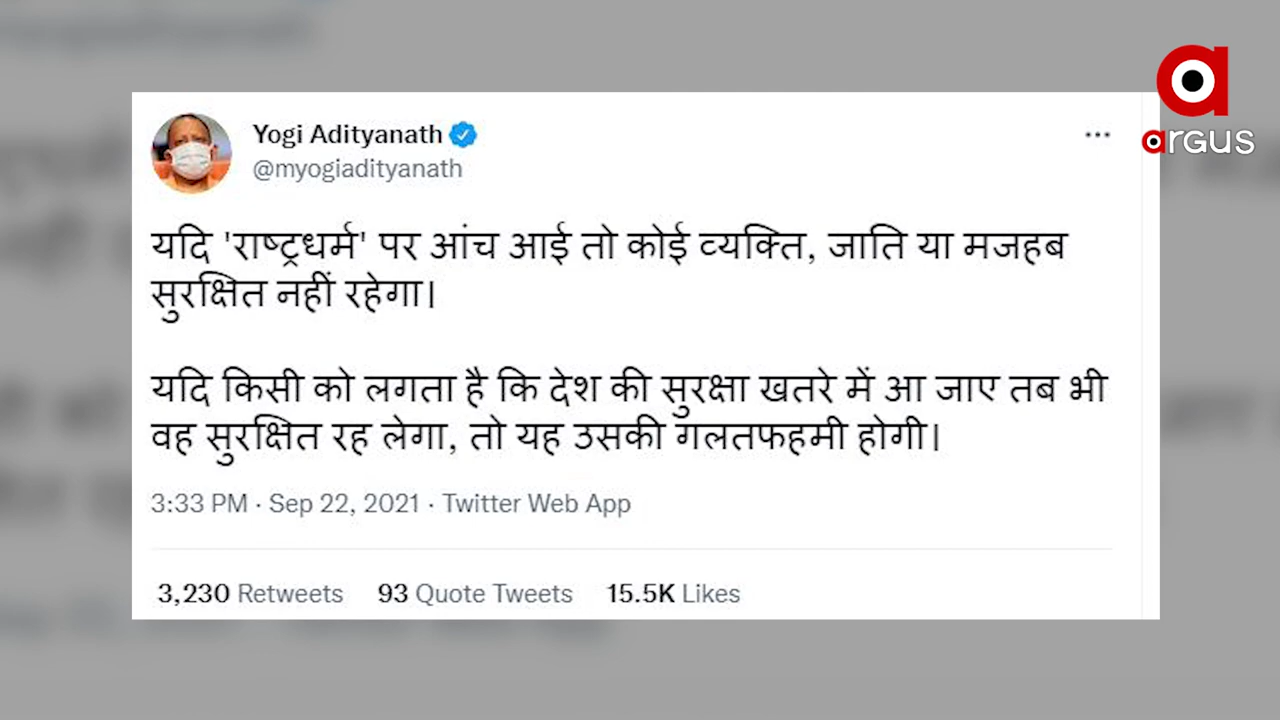 argus
Yogi Adityanath
@myogiadityanath
यदि 'राष्ट्रधर्म' पर आंच आई तो कोई व्यक्ति, जाति या मजहब
सुरक्षित नहीं रहेगा।
यदि किसी को लगता है कि देश की सुरक्षा खतरे में आ जाए तब भी
वह सुरक्षित रह लेगा, तो यह उसकी गलतफहमी होगी।
3:33 PM · Sep 22, 2021 · Twitter Web App
3,230 Retweets 93 Quote Tweets 15.5K Likes